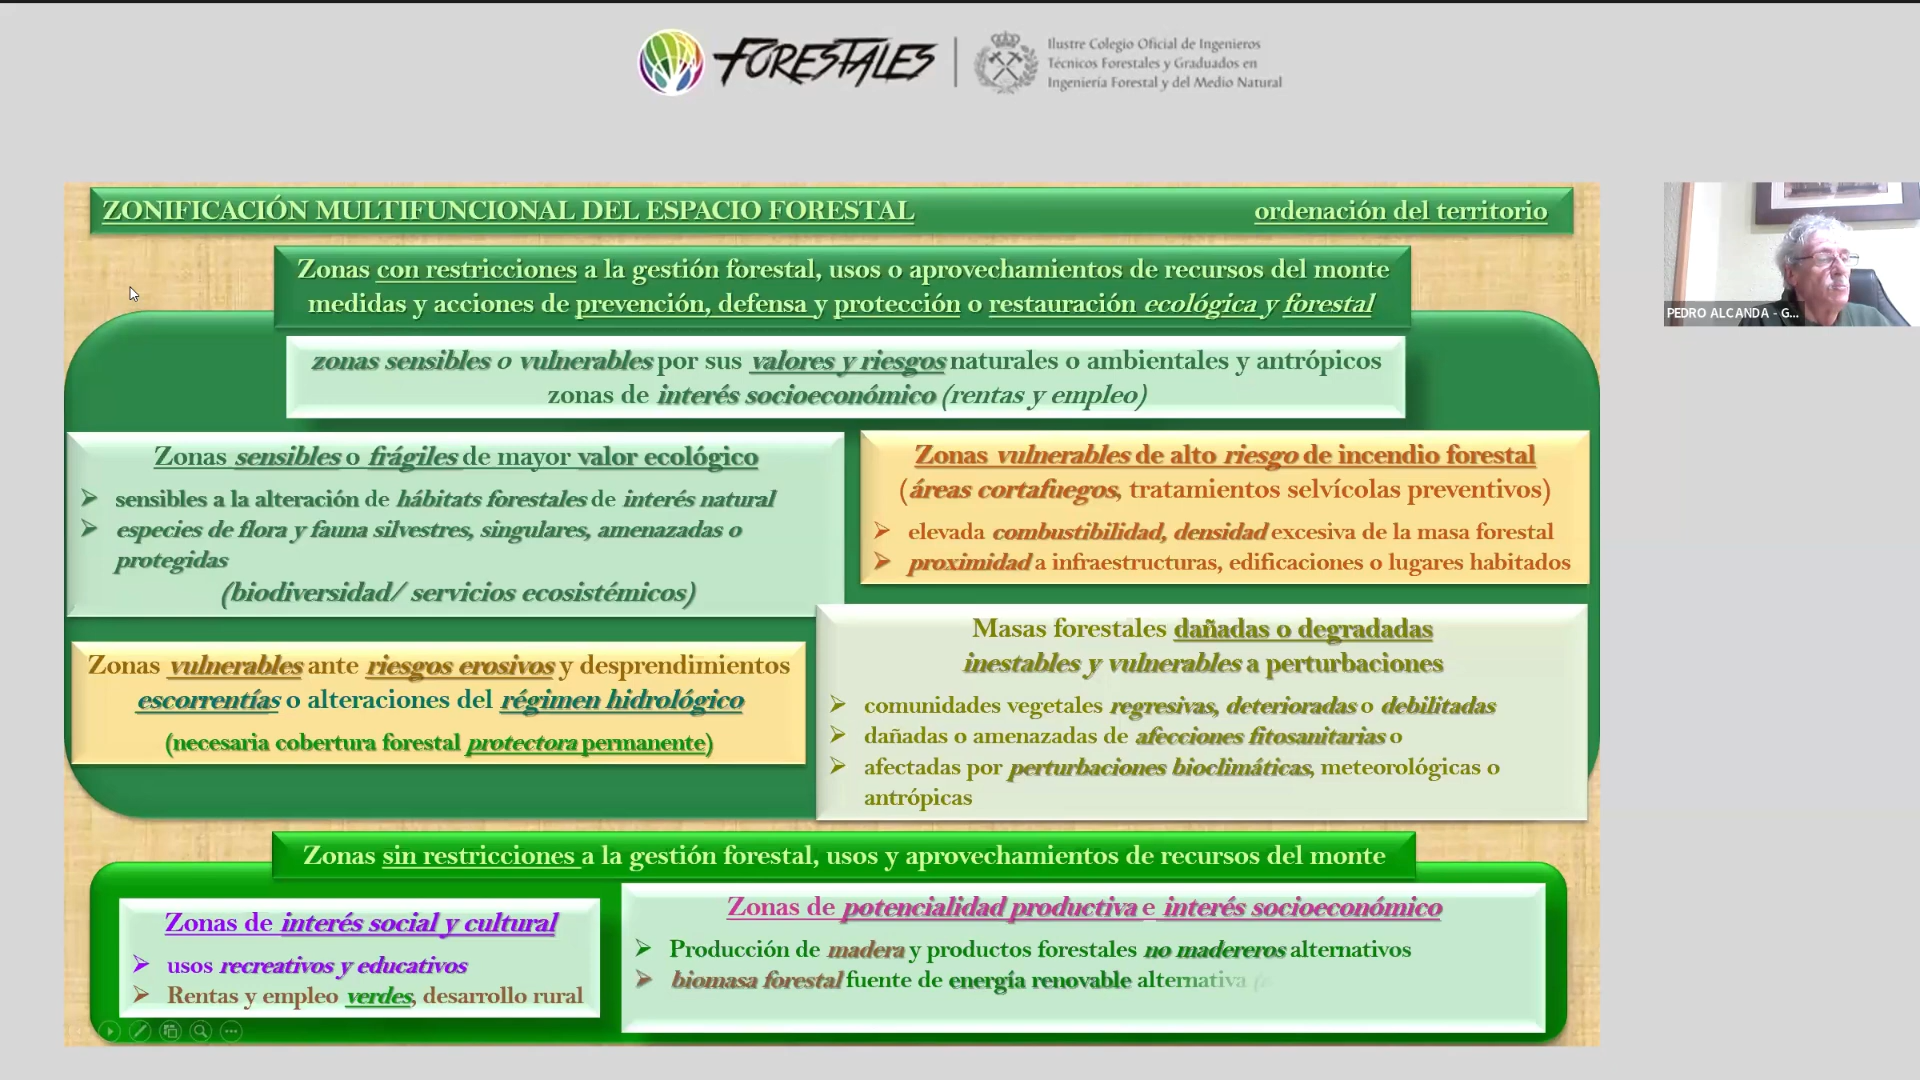 FORESTALES
Ilustre Colegio Oficial de Ingenieros
Técnicos Forestales y Graduados en
Ingeniería Forestal y del Medio Natural
ZONIFICACIÓN MULTIFUNCIONAL DEL ESPACIO FORESTAL
ordenación del territorio
PEDRO ALCANDA - G...
Zonas con restricciones a la gestión forestal, usos o aprovechamientos de recursos del monte
medidas y acciones de prevención, defensa y protección o restauración ecológica y forestal
zonas sensibles o vulnerables por sus valores y riesgos naturales o ambientales y antrópicos
zonas de interés socioeconómico (rentas y empleo)
Zonas sensibles o frágiles de mayor valor ecológico
➢ sensibles a la alteración de hábitats forestales de interés natural
➢ especies de flora y fauna silvestres, singulares, amenazadas o
protegidas
(biodiversidad/ servicios ecosistémicos)
Zonas vulnerables de alto riesgo de incendio forestal
(áreas cortafuegos, tratamientos selvícolas preventivos)
➢ elevada combustibilidad, densidad excesiva de la masa forestal
➢ proximidad a infraestructuras, edificaciones o lugares habitados
Zonas vulnerables ante riesgos erosivos y desprendimientos
escorrentías o alteraciones del régimen hidrológico
(necesaria cobertura forestal protectora permanente)
Masas forestales dañadas o degradadas
inestables y vulnerables a perturbaciones
➢ comunidades vegetales regresivas, deterioradas o debilitadas
➢ dañadas o amenazadas de afecciones fitosanitarias o
➢ afectadas por perturbaciones bioclimáticas, meteorológicas o
antrópicas
Zonas sin restricciones a la gestión forestal, usos y aprovechamientos de recursos del monte
Zonas de interés social y cultural
➢ usos recreativos y educativos
➢ Rentas y empleo verdes, desarrollo rural
Zonas de potencialidad productiva e interés socioeconómico
➢ Producción de madera y productos forestales no madereros alternativos
➢ biomasa forestal fuente de energía renovable alternativa